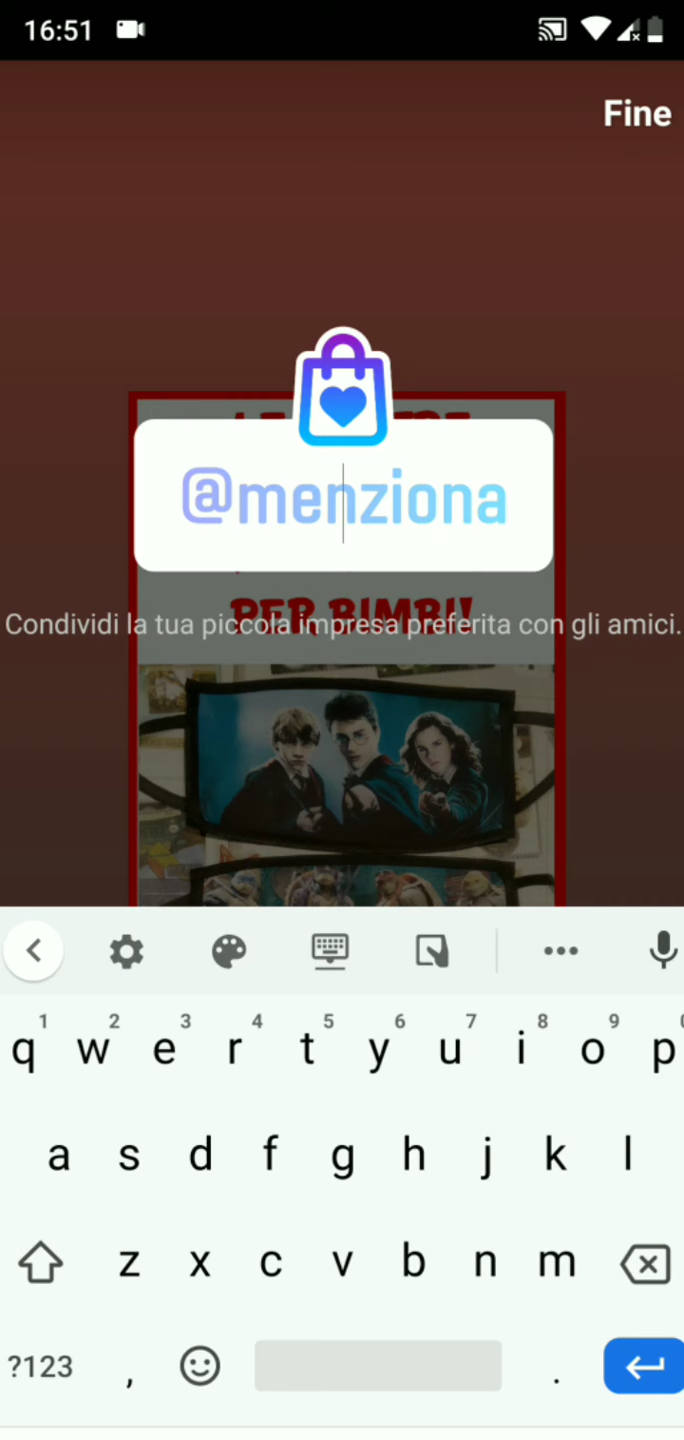 16:51
Fine
@menziona
PER BIMBI!
Condividi la tua piccola impresa preferita con gli amici.
1 2 3 4 5 6 7 8 9
q w e r t y u i o p
a s d f g h j k l
z x c v b n m
?123 , .